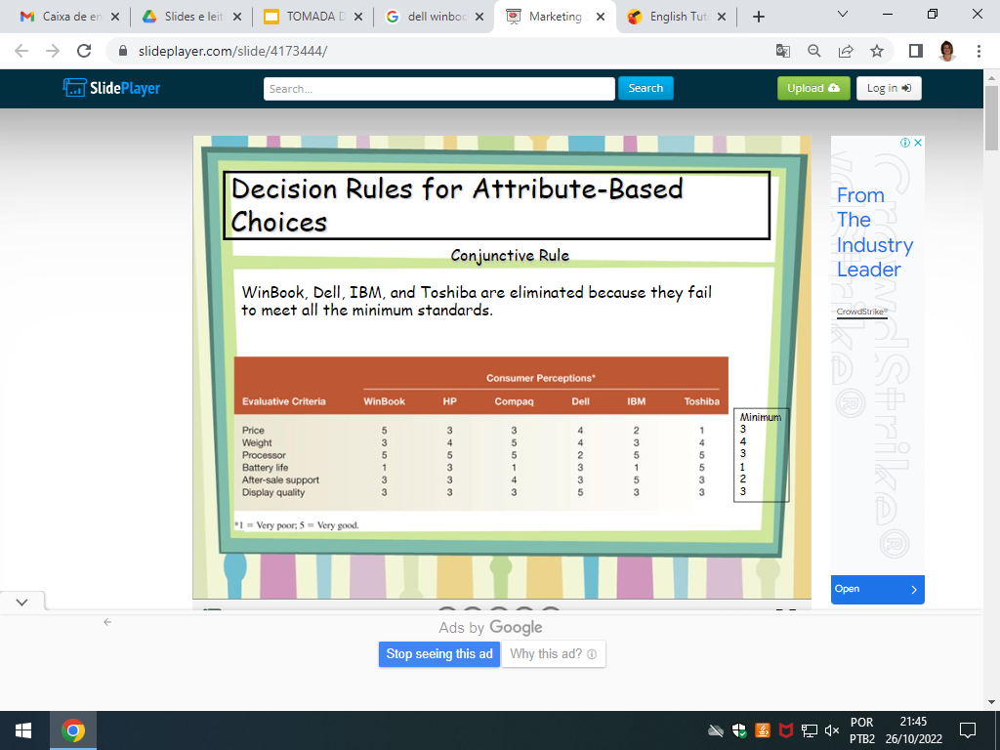 Caixa de en
Slides e leit
TOMADA D
dell winboo
Marketing
English Tut
slideplayer.com/slide/4173444/
SlidePlayer
Search...
Search
Upload
Log in
Decision Rules for Attribute-Based
Choices
Conjunctive Rule
WinBook, Dell, IBM, and Toshiba are eliminated because they fail
to meet all the minimum standards.
Consumer Perceptions*
Evaluative Criteria WinBook HP Compaq Dell IBM Toshiba
Minimum
Price 5 3 3 4 2 1 3
Weight 3 4 5 4 3 4 4
Processor 5 5 5 2 5 5 3
Battery life 1 3 1 3 1 5 1
After-sale support 3 3 4 3 5 3 2
Display quality 3 3 3 5 3 3 3
*1 = Very poor; 5 = Very good.
From
The
Industry
Leader
CrowdStrike®
CrowdStrike®
Open
Ads by Google
Stop seeing this ad
Why this ad?
POR
PTB2
21:45
26/10/2022